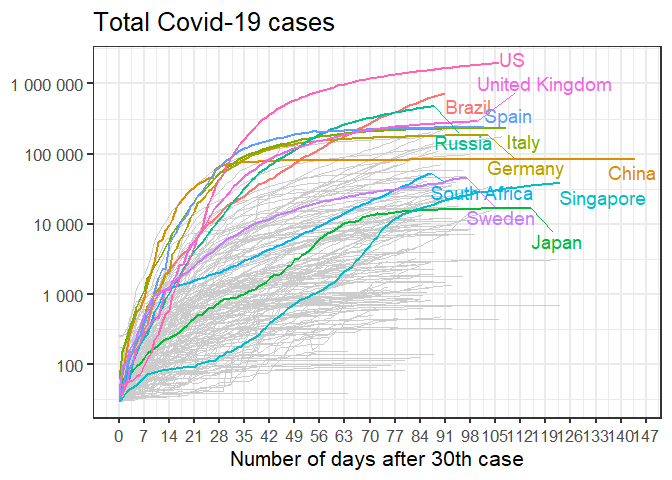 Total Covid-19 cases
1 000 000
100 000
10 000
1 000
100
US
United Kingdom
Brazil
Spain
Russia
Italy
Germany
China
South Africa
Singapore
Sweden
Japan
0 7 14 21 28 35 42 49 56 63 70 77 84 91 98 105 112 119 126 133 140 147
Number of days after 30th case